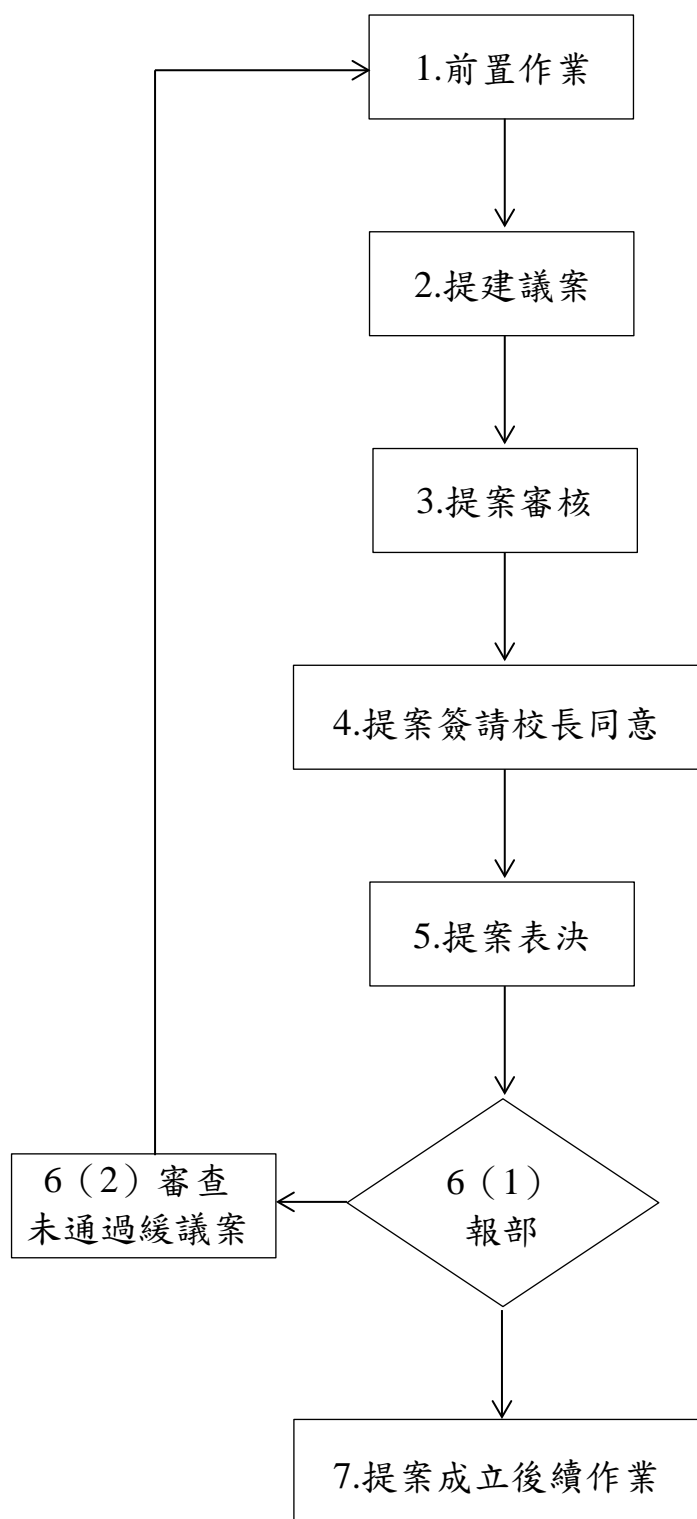 1.前置作業
2.提建議案
3.提案審核
4.提案簽請校長同意
5.提案表決
6（1）
報部
6（2）審查
未通過緩議案
7.提案成立後續作業